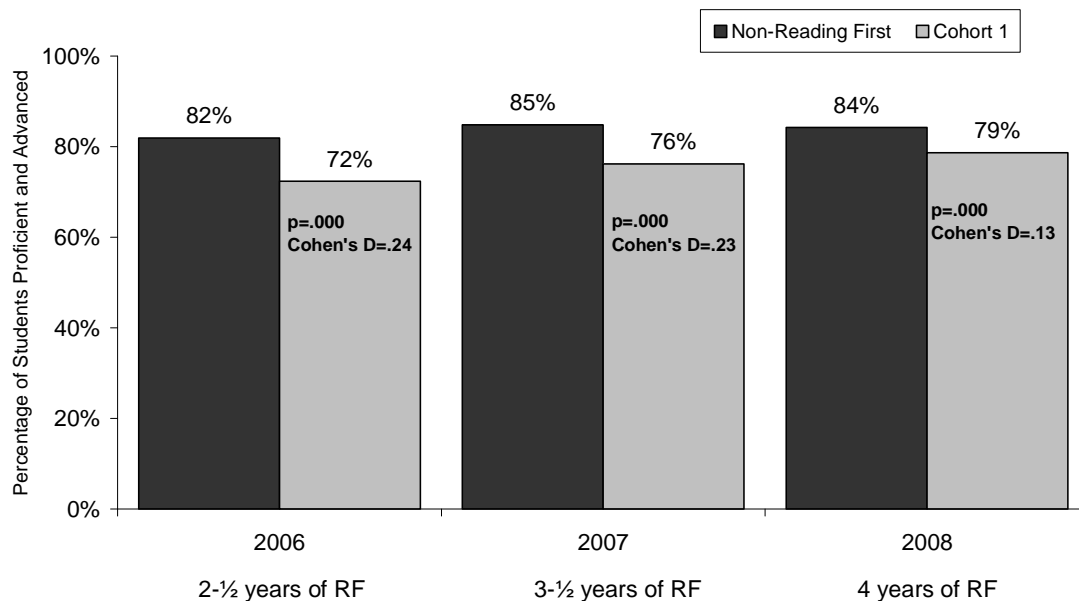 Non-Reading First Cohort 1
Percentage of Students Proficient and Advanced
100%
80%
60%
40%
20%
0%
82%
72%
p=.000
Cohen's D=.24
85%
76%
p=.000
Cohen's D=.23
84%
79%
p=.000
Cohen's D=.13
2006 2007 2008
2-½ years of RF 3-½ years of RF 4 years of RF